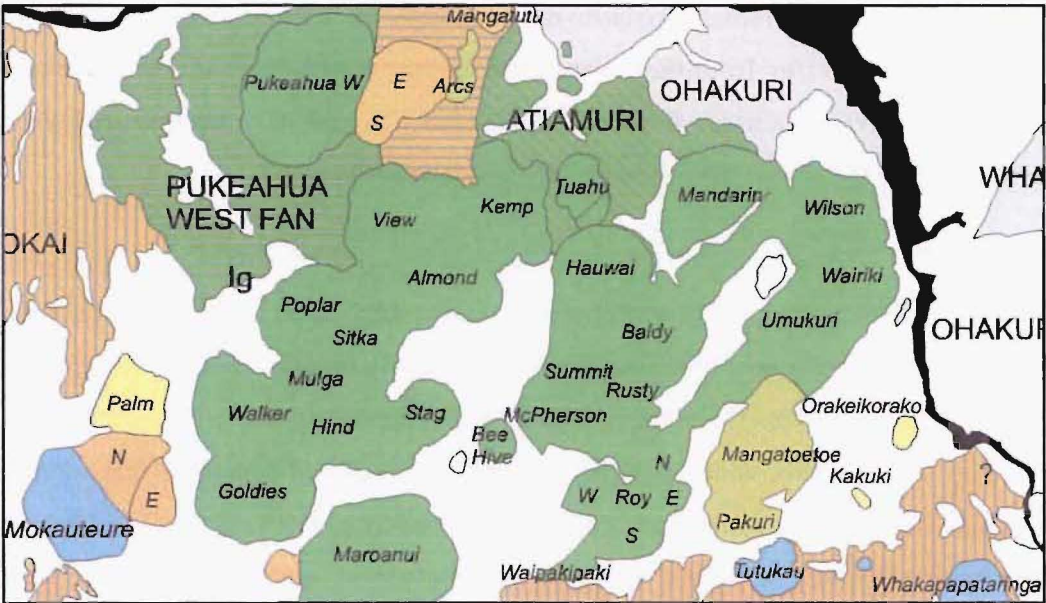 Mangatutu
Pukeahua W
E
Arcs
S
OHAKURI
ATIAMURI
PUKEAHUA
WEST FAN
Tuahu
Mandarin
WHA
View
Kemp
Wilson
OKAI
Ig
Almond
Hauwai
Wairiki
Poplar
Umukuri
OHAKUR
Sitka
Baldy
Mulga
Summit
Rusty
Palm
Walker
Hind
Stag
McPherson
Orakeikorako
Bee
Hive
N
E
Mangatoetoe
Kakuki
?
N
Goldies
W
Roy
E
S
Pakuri
Mokauteure
Maroanui
Waipakipaki
Tutukau
Whakapapataringa